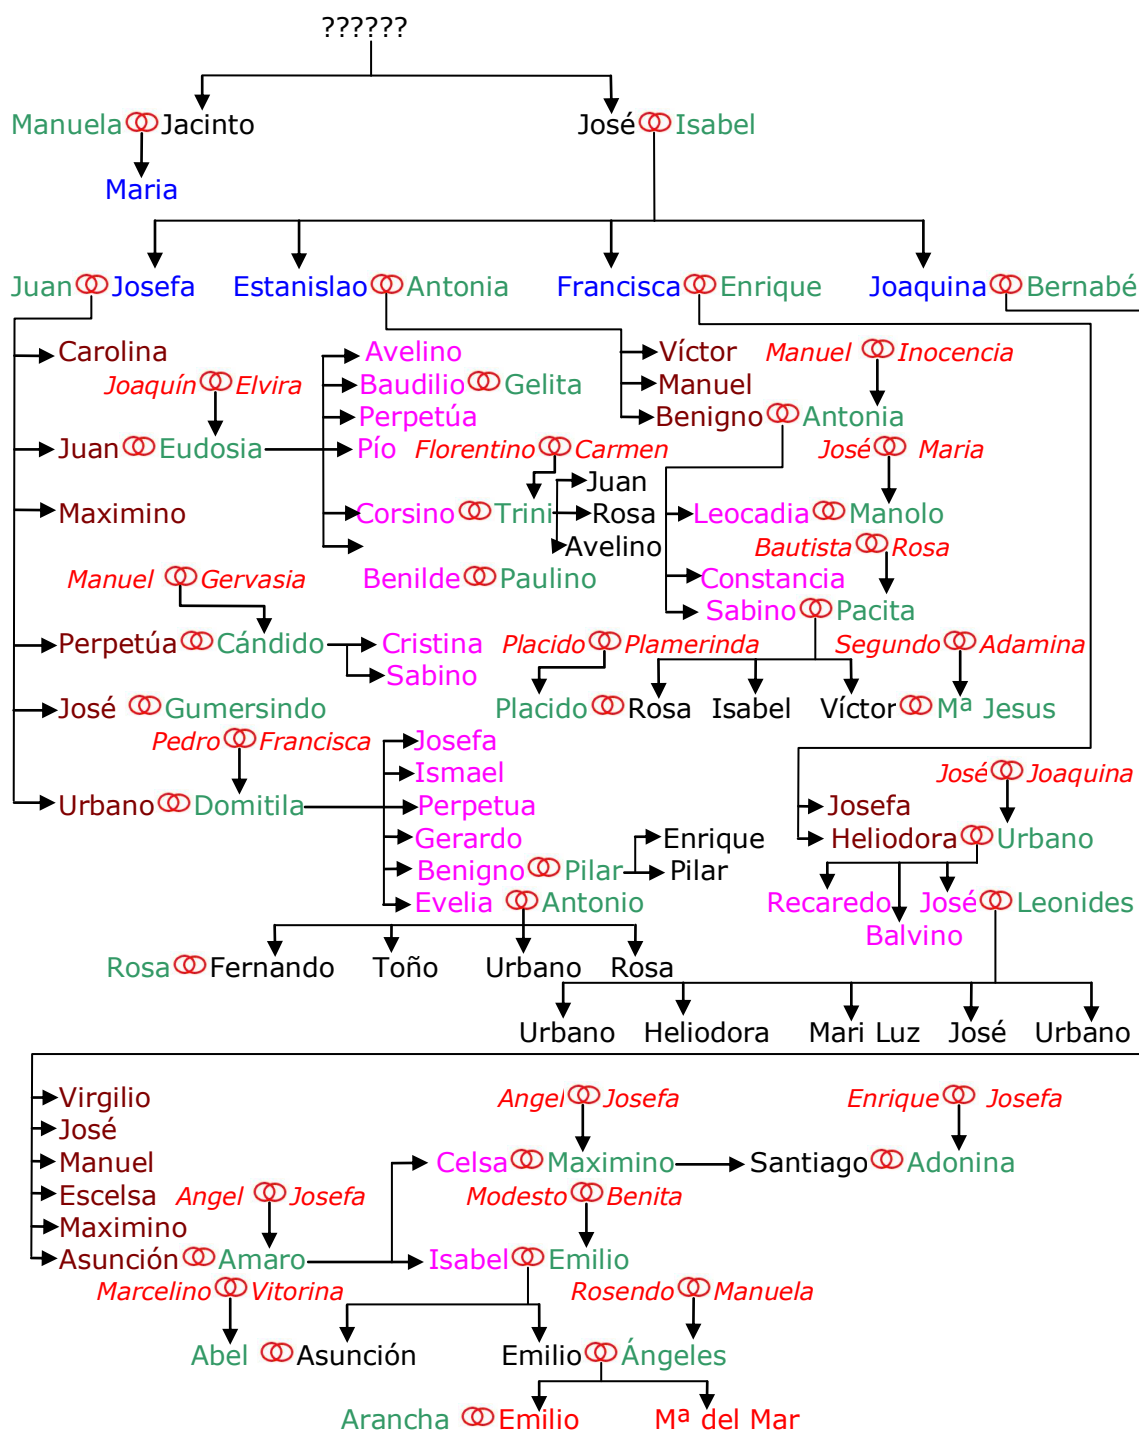 ??????
Manuela Jacinto José Isabel
Maria
Juan Josefa Estanislao Antonia Francisca Enrique Joaquina Bernabé
Carolina Avelino Víctor Manuel Inocencia
Joaquín Elvira Baudilio Gelita Manuel
Perpetúa Benigno Antonia
Juan Eudosia Pío Florentino Carmen José Maria
Juan
Maximino Corsino Trini Rosa Leocadia Manolo
Avelino Bautista Rosa
Manuel Gervasia Benilde Paulino Constancia
Sabino Pacita
Perpetúa Cándido Cristina Placido Plamerinda Segundo Adamina
Sabino
José Gumersindo Placido Rosa Isabel Víctor Mª Jesus
Pedro Francisca Josefa
Ismael José Joaquina
Urbano Domitila Perpetua Josefa
Gerardo Enrique Heliodora Urbano
Benigno Pilar Pilar
Evelia Antonio Recaredo José Leonides
Balvino
Rosa Fernando Toño Urbano Rosa
Urbano Heliodora Mari Luz José Urbano
Virgilio Angel Josefa Enrique Josefa
José
Manuel Celsa Maximino Santiago Adonina
Escelsa Angel Josefa Modesto Benita
Maximino
Asunción Amaro Isabel Emilio
Marcelino Vitorina Rosendo Manuela
Abel Asunción Emilio Ángeles
Arancha Emilio Mª del Mar